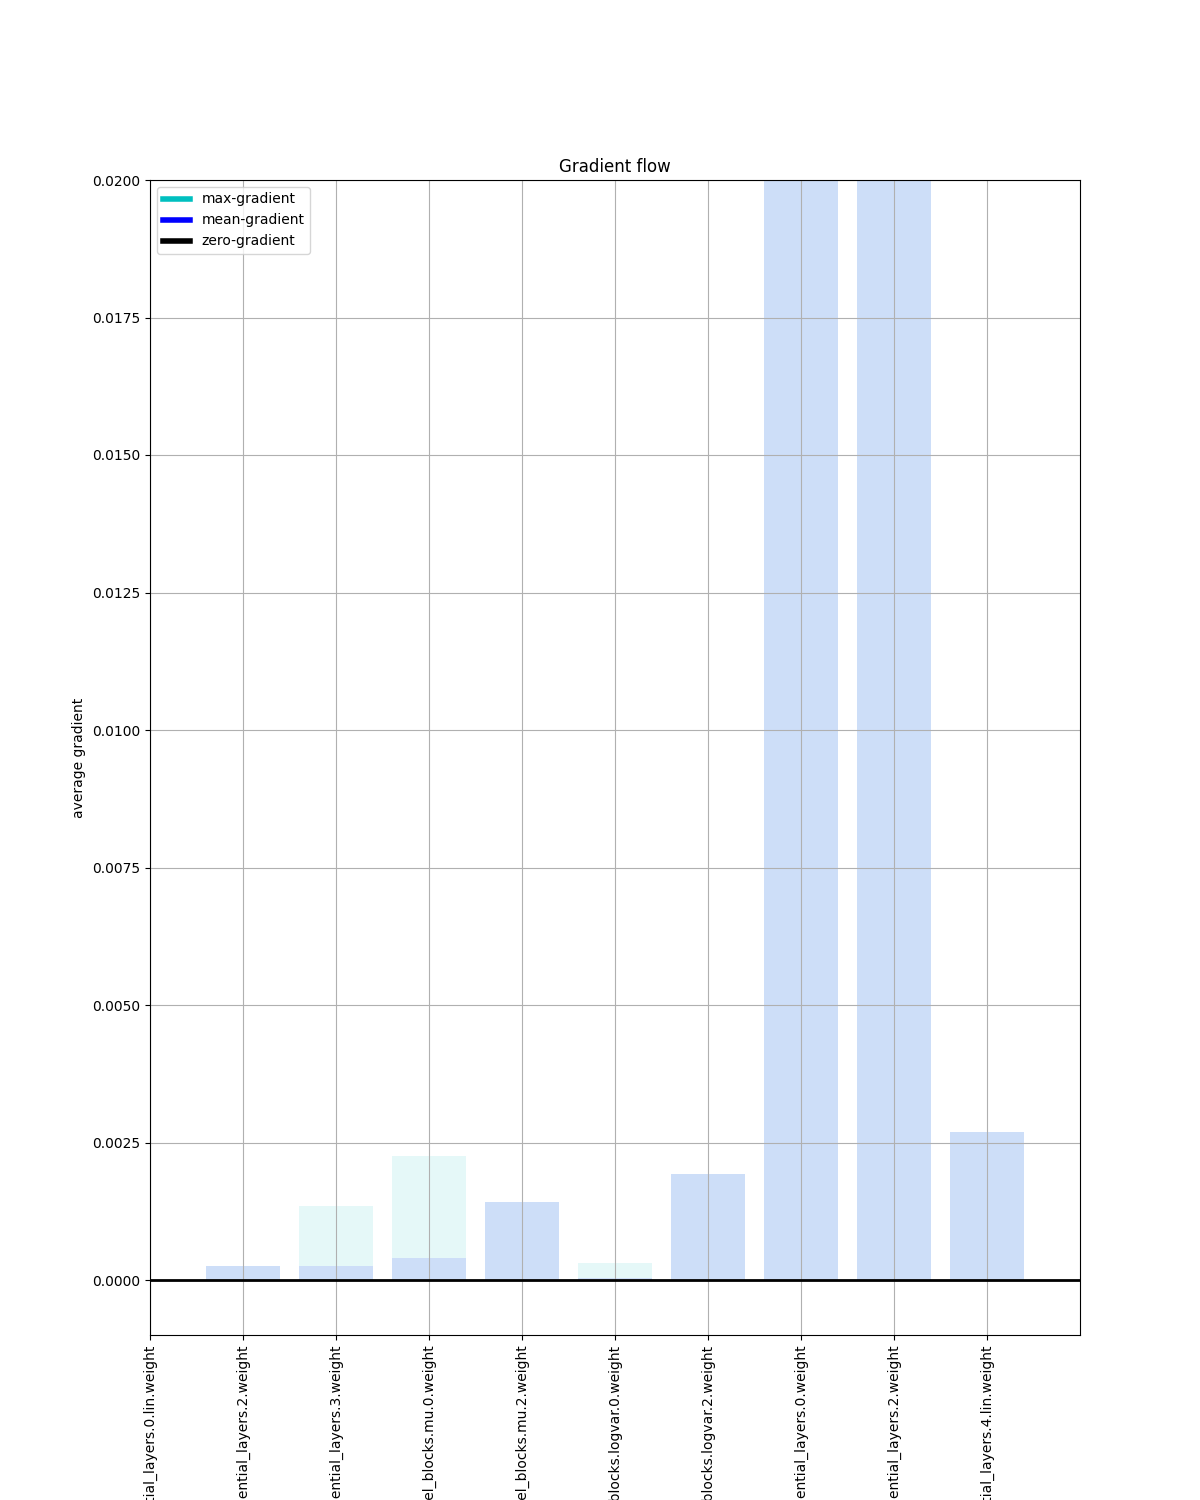 Gradient flow
max-gradient
mean-gradient
zero-gradient
0.0200
0.0175
0.0150
0.0125
0.0100
0.0075
0.0050
0.0025
0.0000
average gradient
tial_layers.0.lin.weight
ential_layers.2.weight
ential_layers.3.weight
el_blocks.mu.0.weight
el_blocks.mu.2.weight
blocks.logvar.0.weight
blocks.logvar.2.weight
ential_layers.0.weight
ential_layers.2.weight
tial_layers.4.lin.weight